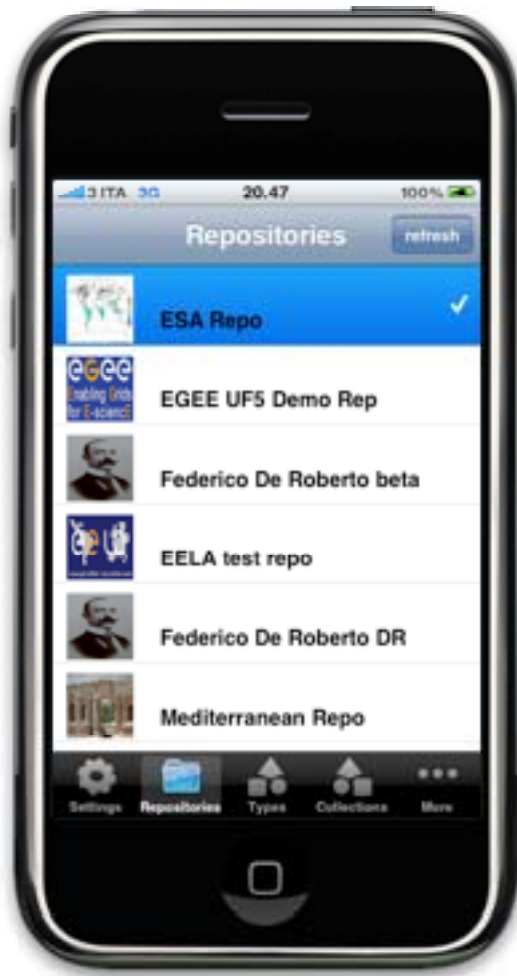 3 ITA 3G 20.47 100%
Repositories refresh
ESA Repo
eGee
Enabling Grids
for E-sciencE
EGEE UF5 Demo Rep
Federico De Roberto beta
EELA test repo
Federico De Roberto DR
Mediterranean Repo
Settings Repositories Types Collections More